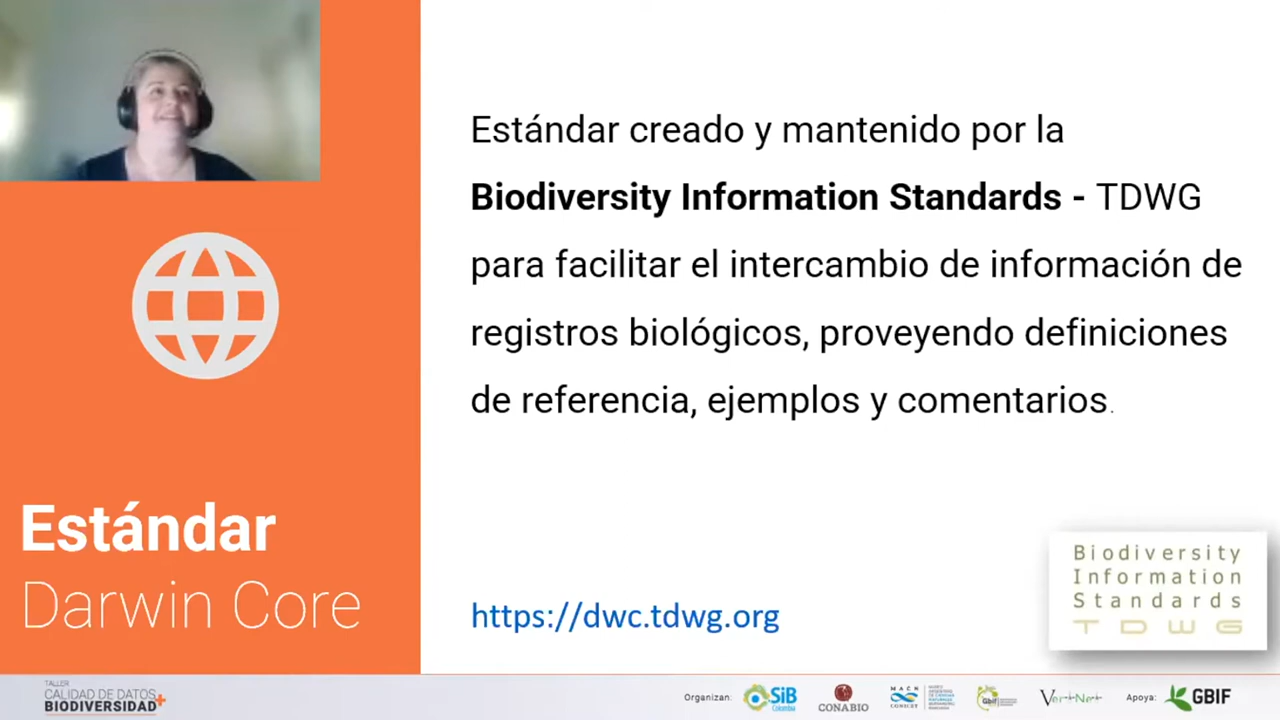 Estándar creado y mantenido por la
Biodiversity Information Standards - TDWG
para facilitar el intercambio de información de
registros biológicos, proveyendo definiciones
de referencia, ejemplos y comentarios.
Estándar
Darwin Core
https://dwc.tdwg.org
Biodiversity
Information
Standards
TDWG
TALLER
CALIDAD DE DATOS
BIODIVERSIDAD+
Organizan:
SiB
Colombia
CONABIO
MACN
CONICET
VertNet
Apoya:
GBIF